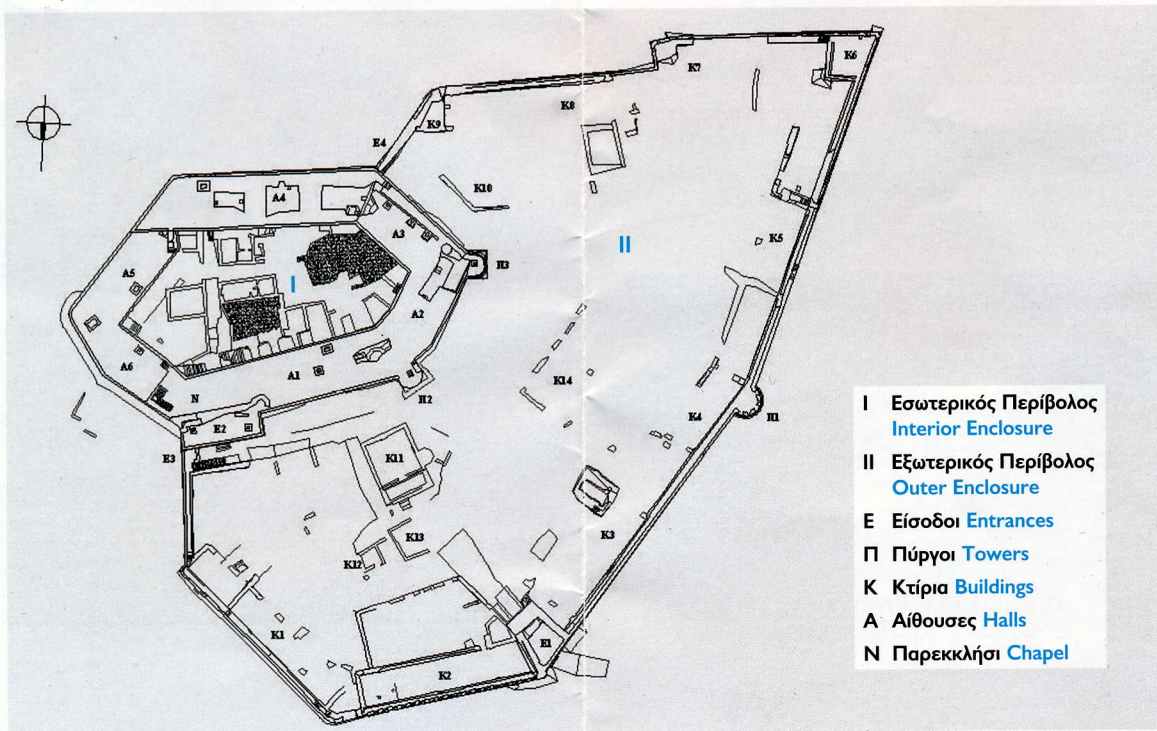 K6
K7
K8
K9
E4
K10
A4
A3
K5
Π3
II
A5
I
A2
A6
A1
K14
N
Π2
K4
Π1
E2
E3
K11
K3
K13
K12
K1
E1
K2
I Εσωτερικός Περίβολος
Interior Enclosure
II Εξωτερικός Περίβολος
Outer Enclosure
E Είσοδοι Entrances
Π Πύργοι Towers
K Κτίρια Buildings
A Αίθουσες Halls
N Παρεκκλήσι Chapel